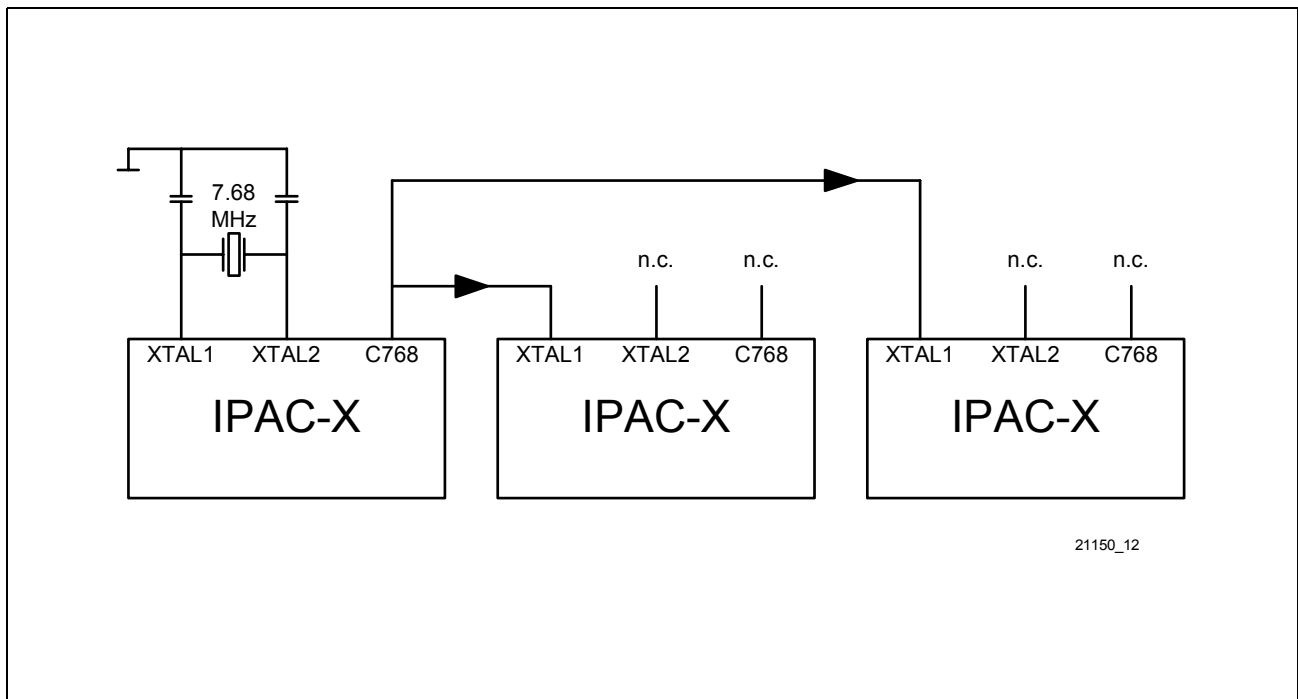 7.68
MHz
n.c. n.c. n.c. n.c.
XTAL1 XTAL2 C768 XTAL1 XTAL2 C768 XTAL1 XTAL2 C768
IPAC-X IPAC-X IPAC-X
21150_12